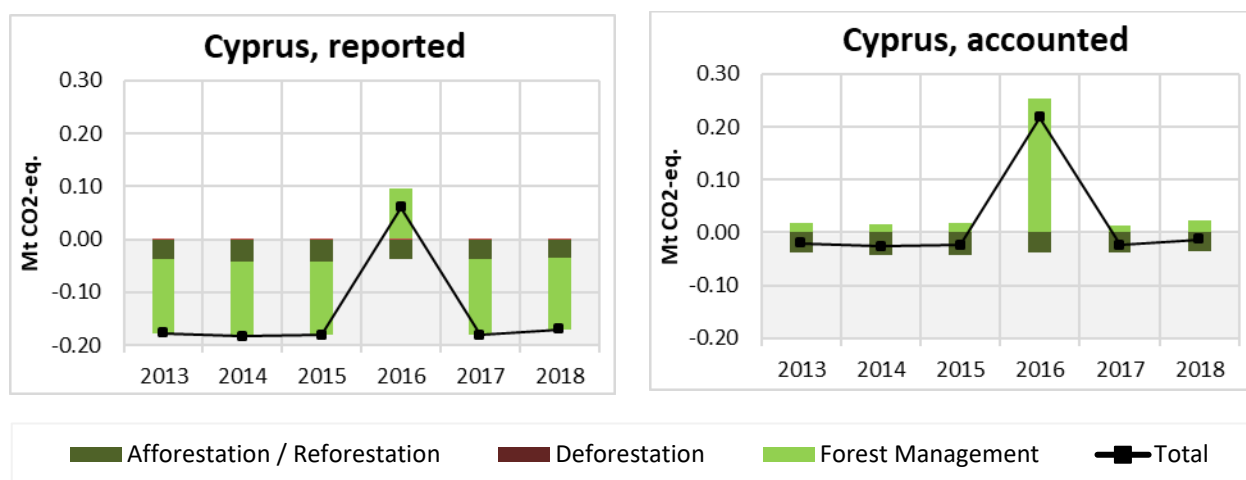 Cyprus, reported
Mt CO2-eq.
0.30
0.20
0.10
0.00
-0.10
-0.20
2013 2014 2015 2016 2017 2018
Cyprus, accounted
Mt CO2-eq.
0.30
0.20
0.10
0.00
-0.10
-0.20
2013 2014 2015 2016 2017 2018
Afforestation / Reforestation Deforestation Forest Management Total